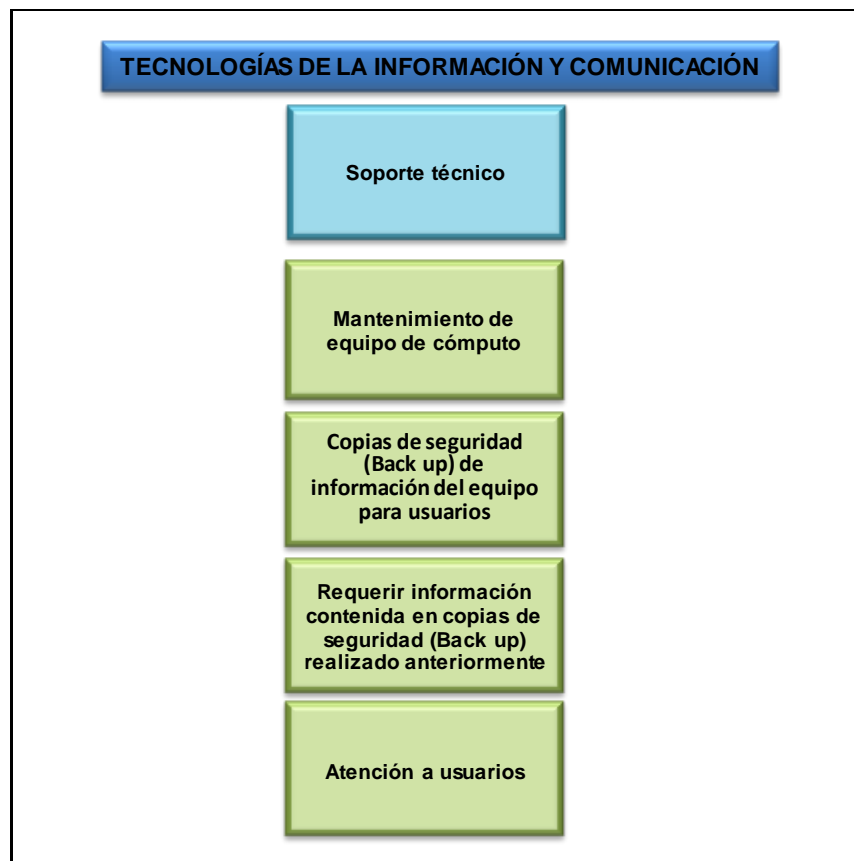 TECNOLOGÍAS DE LA INFORMACIÓN Y COMUNICACIÓN
Soporte técnico
Mantenimiento de
equipo de cómputo
Copias de seguridad
(Back up) de
información del equipo
para usuarios
Requerir información
contenida en copias de
seguridad (Back up)
realizado anteriormente
Atención a usuarios